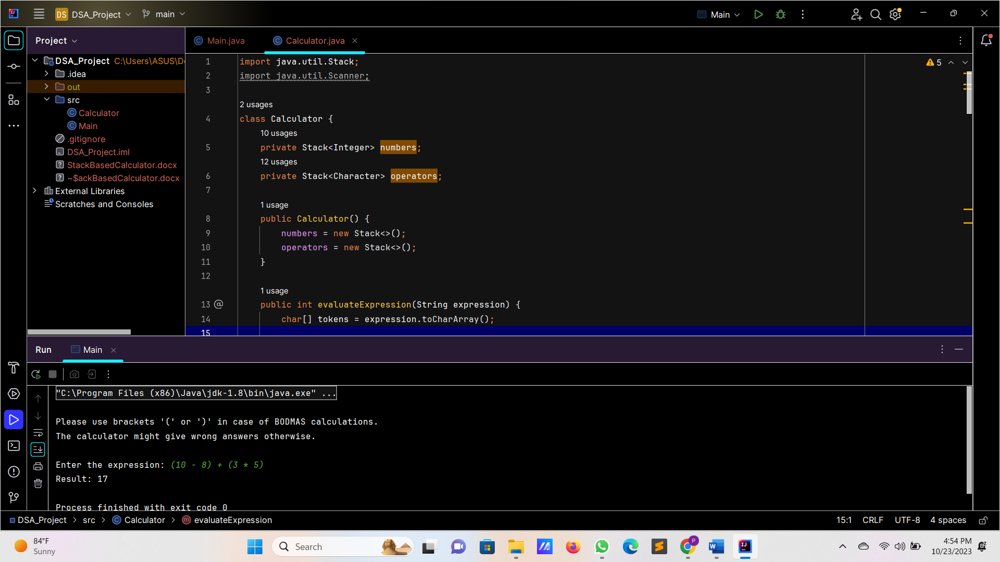 DS DSA_Project main Main
Project
Main.java Calculator.java
DSA_Project C:\Users\ASUS\D
.idea
out
src
Calculator
Main
.gitignore
DSA_Project.iml
StackBasedCalculator.docx
~$ackBasedCalculator.docx
External Libraries
Scratches and Consoles
5
1 import java.util.Stack;
2 import java.util.Scanner;
3
2 usages
4 class Calculator {
10 usages
5 private Stack<Integer> numbers;
12 usages
6 private Stack<Character> operators;
7
1 usage
8 public Calculator() {
9 numbers = new Stack<>();
10 operators = new Stack<>();
11 }
12
1 usage
13 @ public int evaluateExpression(String expression) {
14 char[] tokens = expression.toCharArray();
15
Run Main
"C:\Program Files (x86)\Java\jdk-1.8\bin\java.exe" ...
Please use brackets '(' or ')' in case of BODMAS calculations.
The calculator might give wrong answers otherwise.
Enter the expression: (10 - 8) + (3 * 5)
Result: 17
Process finished with exit code 0
DSA_Project > src > Calculator > evaluateExpression 15:1 CRLF UTF-8 4 spaces
84°F
Sunny
Search
4:54 PM
10/23/2023